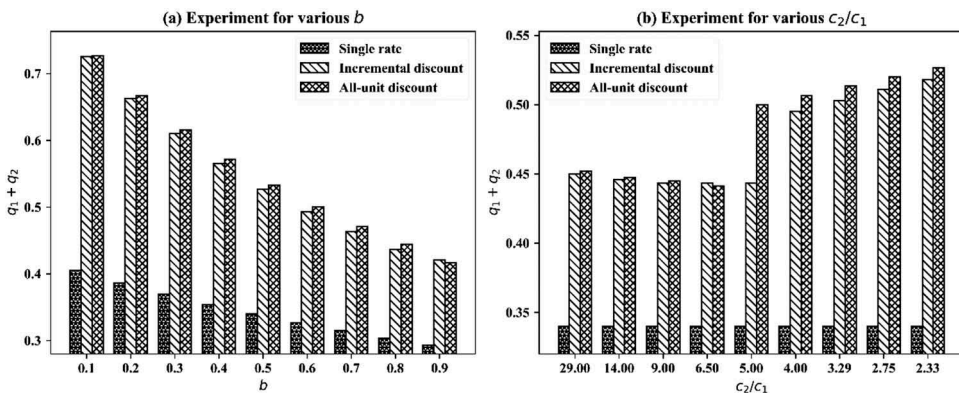 (a) Experiment for various b
q₁ + q₂
0.7
0.6
0.5
0.4
0.3
Single rate
Incremental discount
All-unit discount
0.1 0.2 0.3 0.4 0.5 0.6 0.7 0.8 0.9
b
(b) Experiment for various c₂/c₁
q₁ + q₂
0.55
0.50
0.45
0.40
0.35
Single rate
Incremental discount
All-unit discount
29.00 14.00 9.00 6.50 5.00 4.00 3.29 2.75 2.33
c₂/c₁